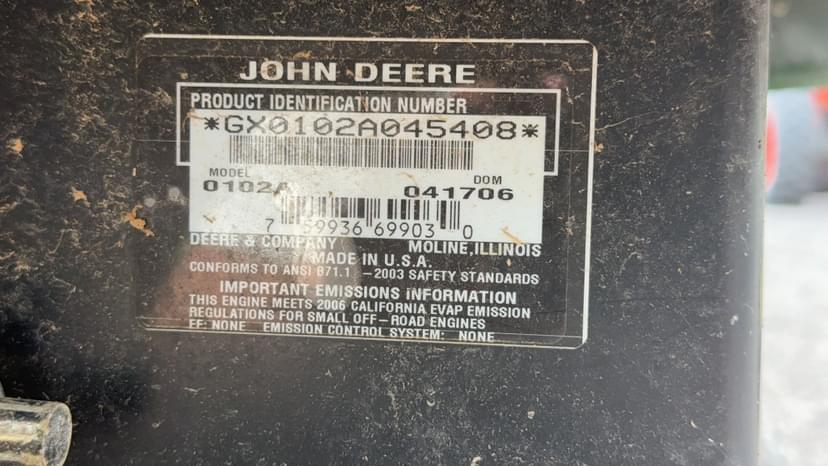 JOHN DEERE
PRODUCT IDENTIFICATION NUMBER
*GX0102A045408*
MODEL DOM
0102A 041706
7 59936 69903 0
DEERE & COMPANY MOLINE, ILLINOIS
MADE IN U.S.A.
CONFORMS TO ANSI B71.1 -2003 SAFETY STANDARDS
IMPORTANT EMISSIONS INFORMATION
THIS ENGINE MEETS 2006 CALIFORNIA EVAP EMISSION
REGULATIONS FOR SMALL OFF-ROAD ENGINES
EF: NONE EMISSION CONTROL SYSTEM: NONE